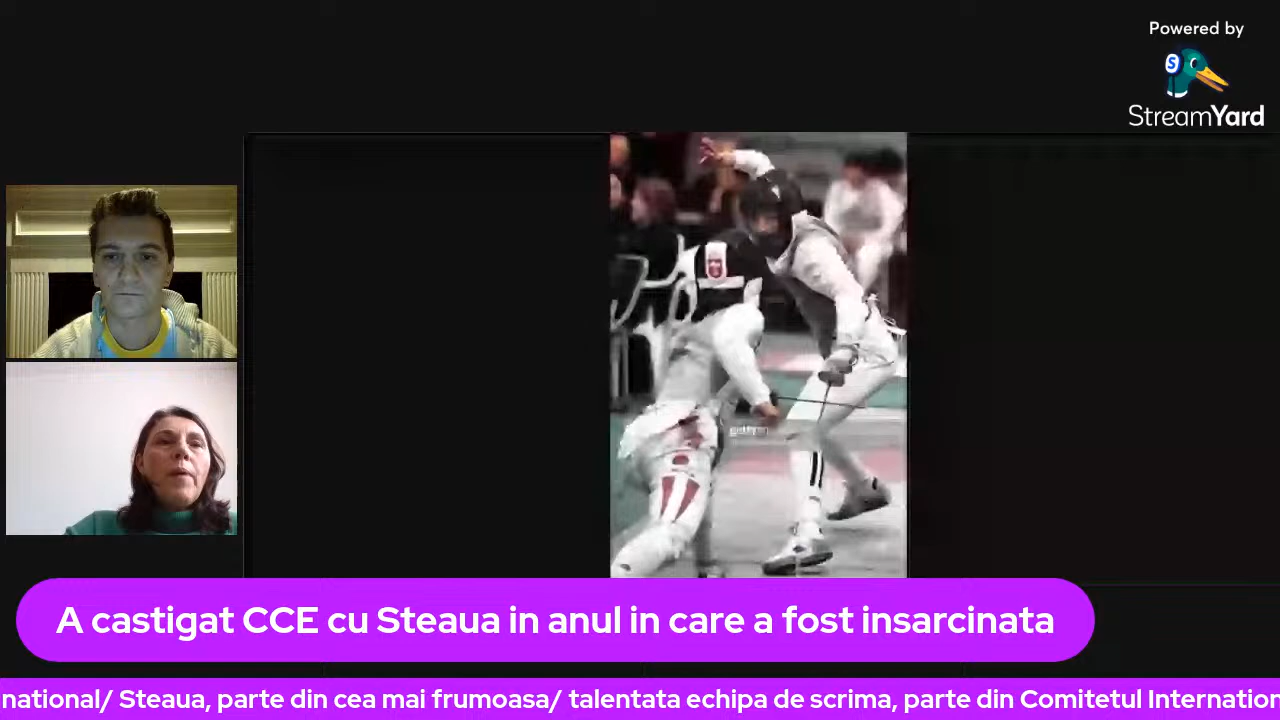 Powered by
StreamYard
A castigat CCE cu Steaua in anul in care a fost insarcinata
national/ Steaua, parte din cea mai frumoasa/ talentata echipa de scrima, parte din Comitetul Internation